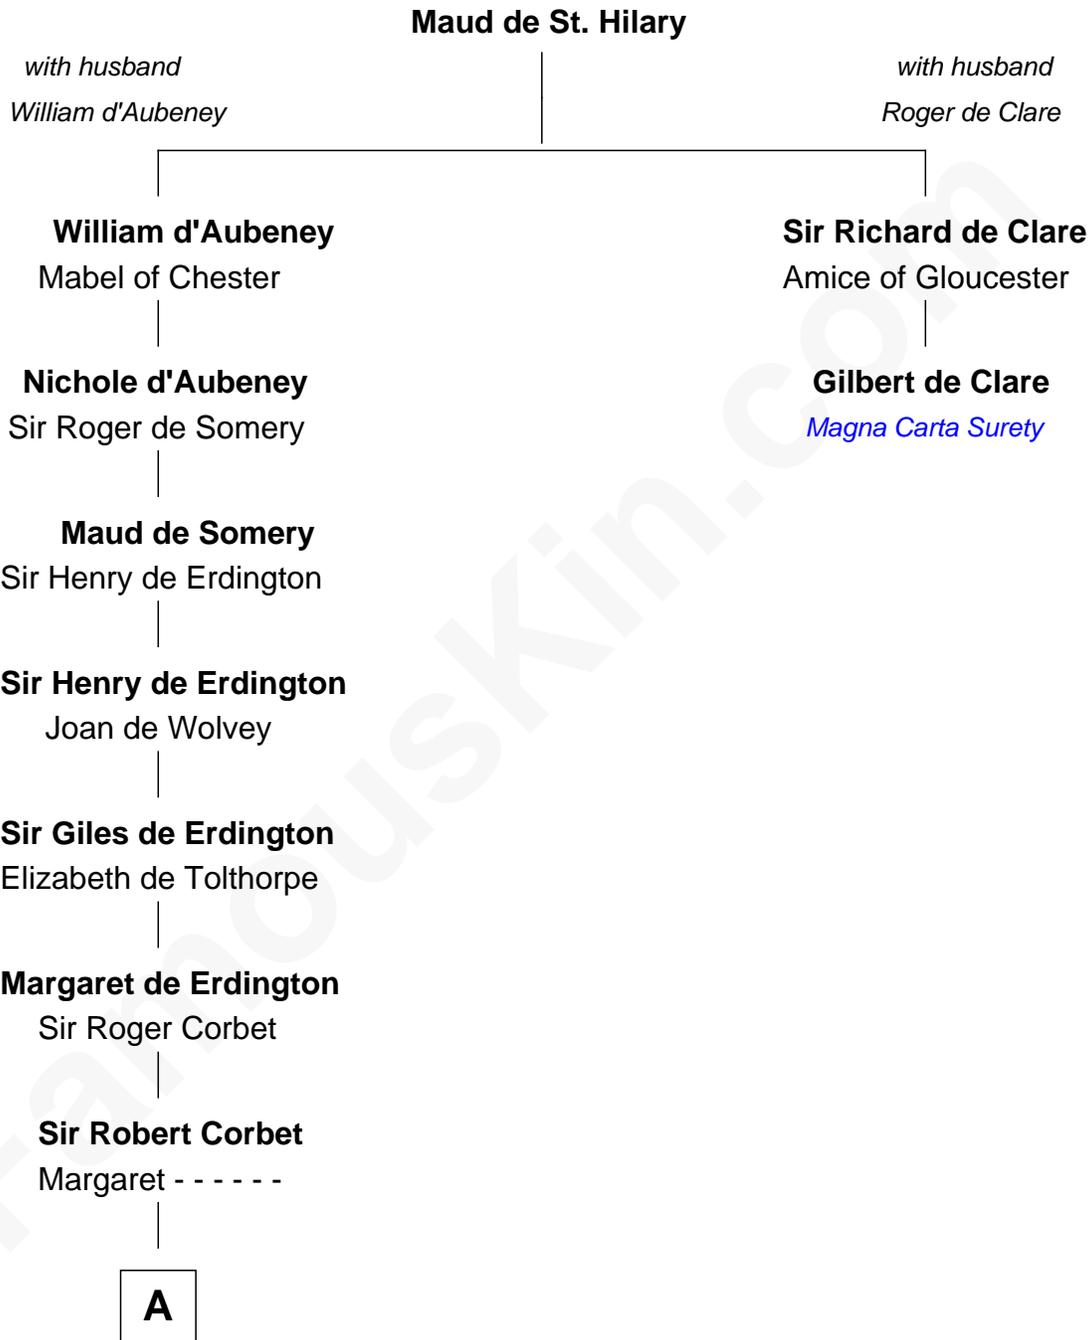 Maud de St. Hilary
with husband
William d'Aubeney
with husband
Roger de Clare
William d'Aubeney
Mabel of Chester
Sir Richard de Clare
Amice of Gloucester
Nichole d'Aubeney
Sir Roger de Somery
Gilbert de Clare
Magna Carta Surety
Maud de Somery
Sir Henry de Erdington
Sir Henry de Erdington
Joan de Wolvey
Sir Giles de Erdington
Elizabeth de Tolthorpe
Margaret de Erdington
Sir Roger Corbet
Sir Robert Corbet
Margaret - - - - - -
A
FamousKin.com